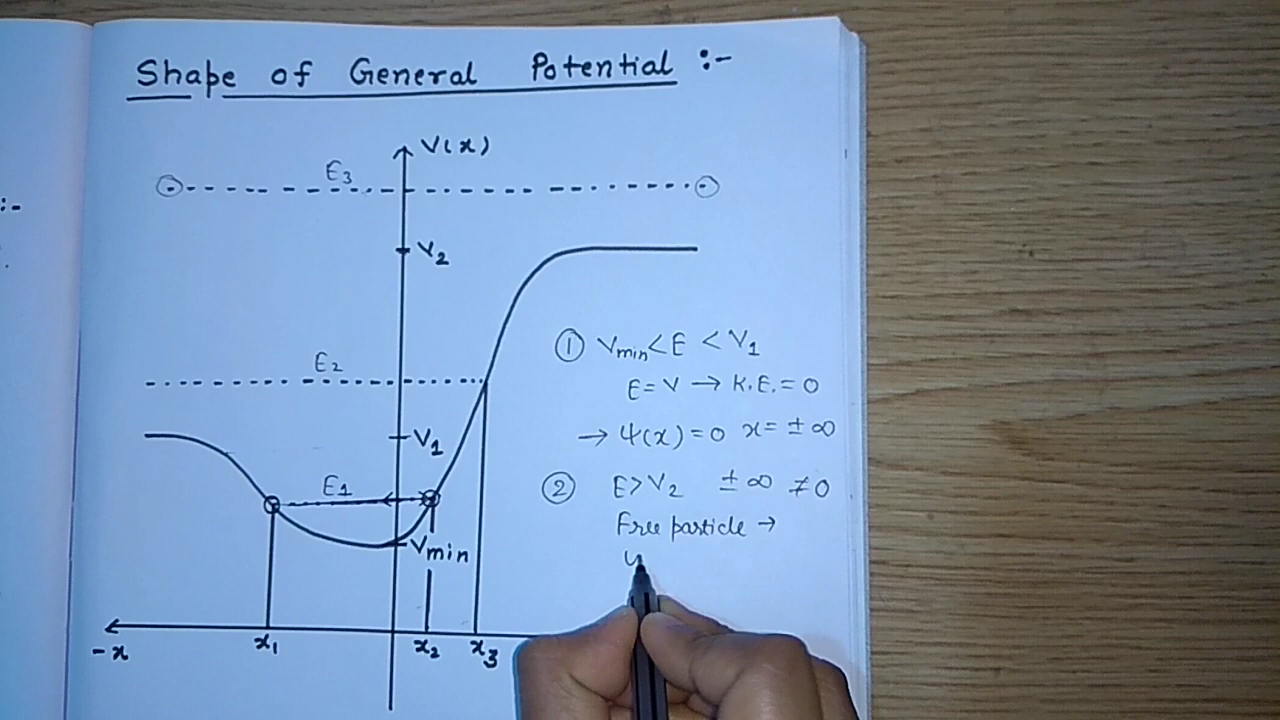 Shape of General Potential :-
V(x)
E3
V2
E2
V1
E1
Vmin
-x
x1
x2
x3
① Vmin<E <V1
E=V → K.E.=0
→ Ψ(x)=0 x=±∞
② E>V2 ±∞ ≠0
Free particle →
:-